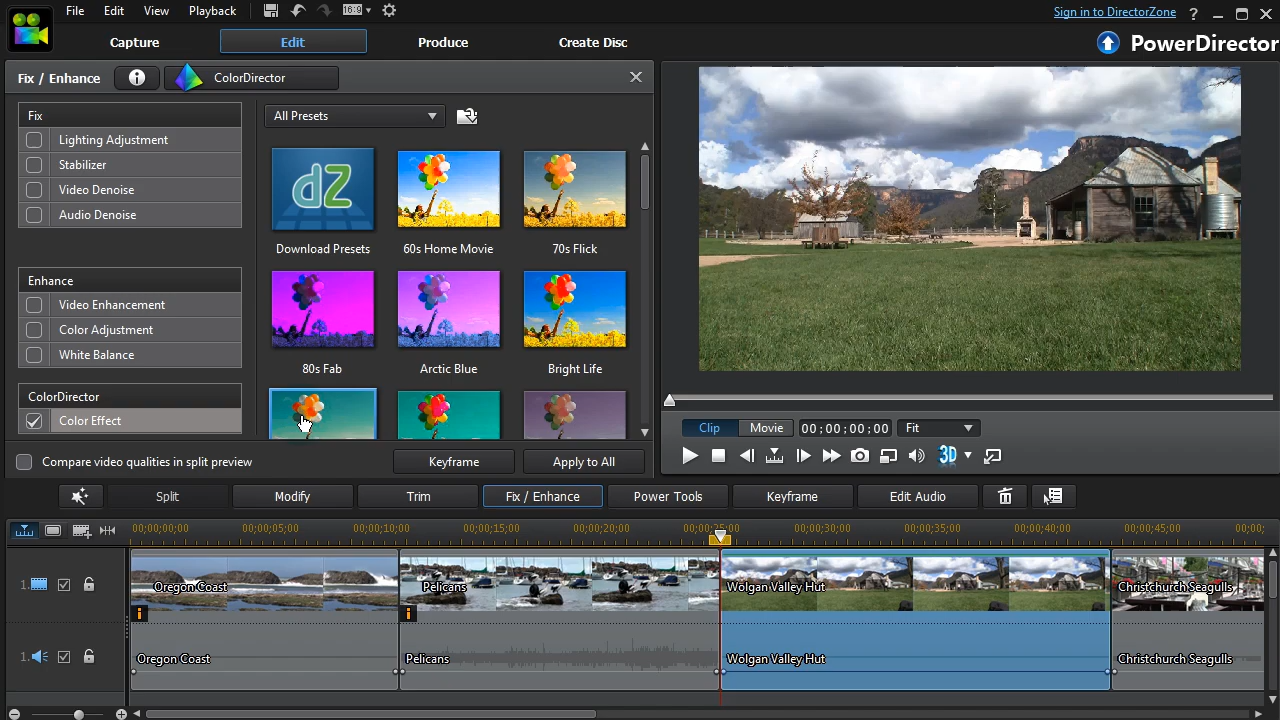 File Edit View Playback 16:9 Sign in to DirectorZone ?
Capture Edit Produce Create Disc PowerDirector
Fix / Enhance ColorDirector
Fix
Lighting Adjustment
Stabilizer
Video Denoise
Audio Denoise
Enhance
Video Enhancement
Color Adjustment
White Balance
ColorDirector
Color Effect
All Presets
dZ
Download Presets 60s Home Movie 70s Flick
80s Fab Arctic Blue Bright Life
Compare video qualities in split preview Keyframe Apply to All
Clip Movie 00;00;00;00 Fit
3D
Split Modify Trim Fix / Enhance Power Tools Keyframe Edit Audio
00;00;00;00 00;00;05;00 00;00;10;00 00;00;15;00 00;00;20;00 00;00;25;00 00;00;30;00 00;00;35;00 00;00;40;00 00;00;45;00 00;00;
1. Oregon Coast Pelicans Wolgan Valley Hut Christchurch Seagulls
i i
1. Oregon Coast Pelicans Wolgan Valley Hut Christchurch Seagulls